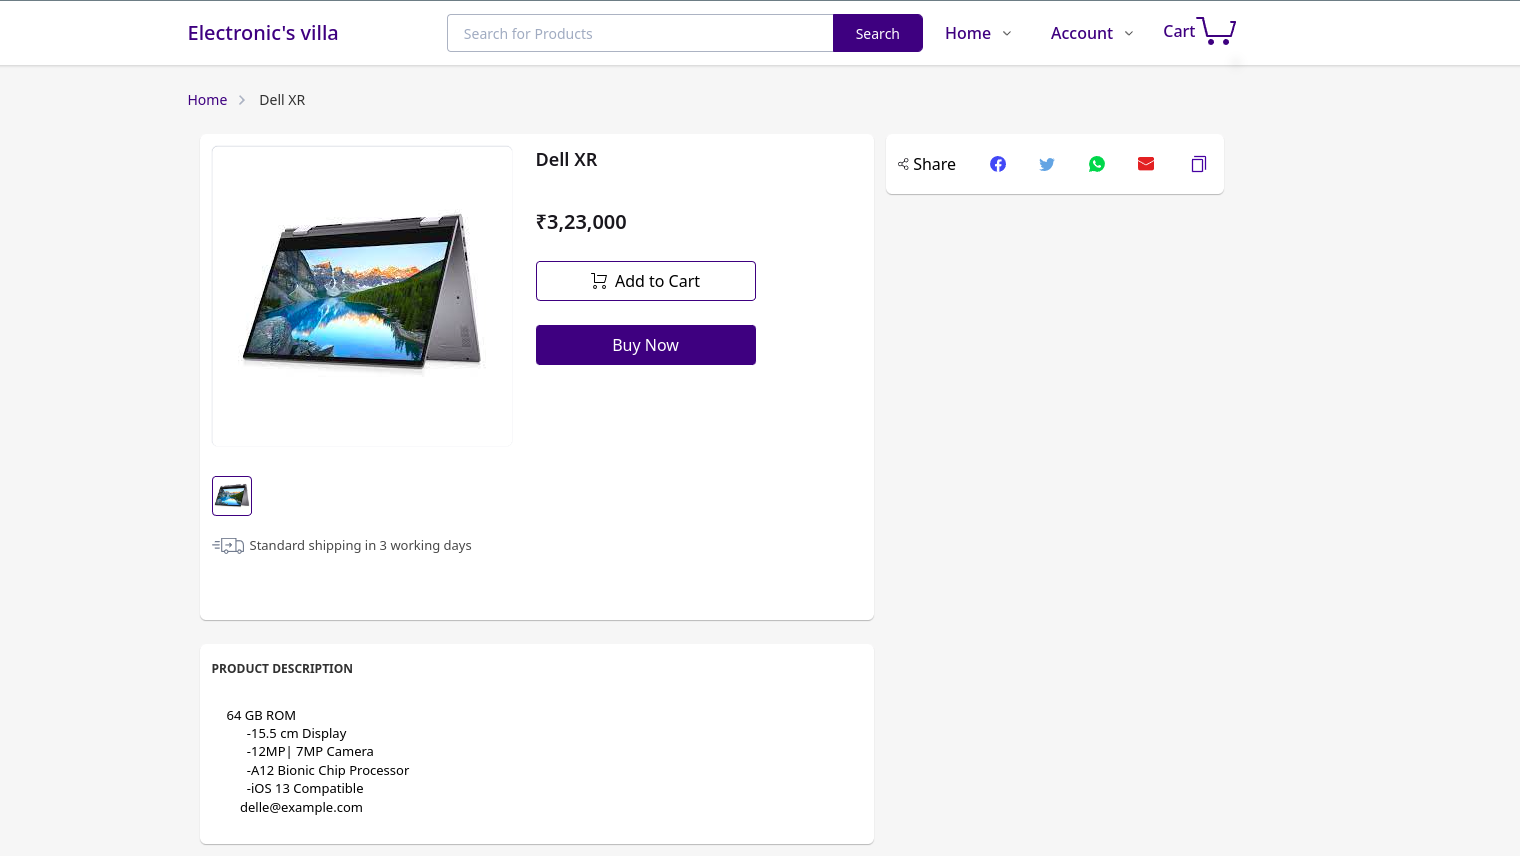 Electronic's villa
Search for Products
Search
Home
Account
Cart
Home
Dell XR
Dell XR
₹3,23,000
Add to Cart
Buy Now
Standard shipping in 3 working days
Share
PRODUCT DESCRIPTION
64 GB ROM
-15.5 cm Display
-12MP| 7MP Camera
-A12 Bionic Chip Processor
-iOS 13 Compatible
delle@example.com